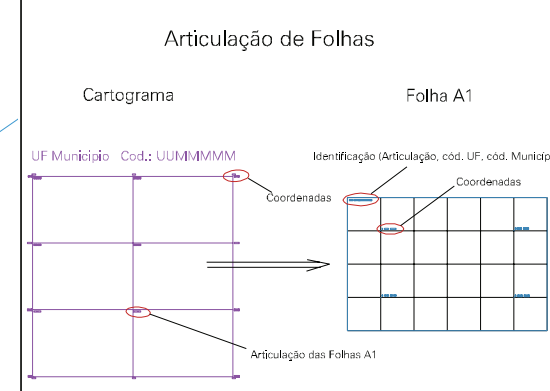 Articulação de Folhas
Cartograma
Folha A1
UF Municipio Cod.: UUMMMMM
Identificação (Articulação, cód. UF, cód. Municíp
Coordenadas
Coordenadas
Articulação das Folhas A1